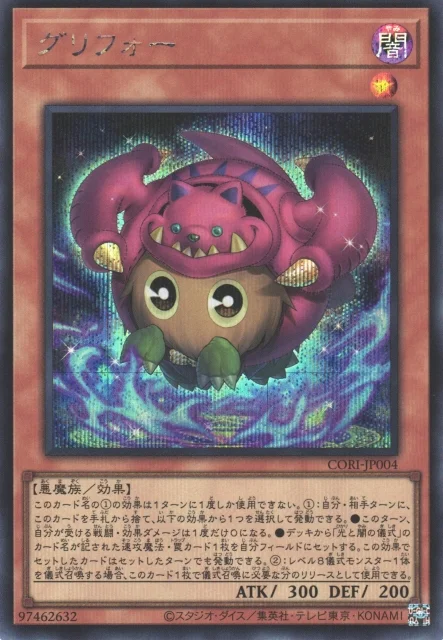 グリフォー
闇
CORI-JP004
【悪魔族／効果】
このカード名の①の効果は1ターンに1度しか使用できない。①：自分・相手ターンに、
このカードを手札から捨て、以下の効果から1つを選択して発動できる。●このターン、
自分が受ける戦闘・効果ダメージは1度だけ0になる。●デッキから「光と闇の儀式」の
カード名が記された速攻魔法・罠カード1枚を自分フィールドにセットする。この効果で
セットしたカードはセットしたターンでも発動できる。②：レベル8儀式モンスター1体
を儀式召喚する場合、このカード1枚で儀式召喚に必要な分のリリースとして使用できる。
ATK／ 300 DEF／ 200
97462632
©スタジオ・ダイス／集英社・テレビ東京・KONAMI